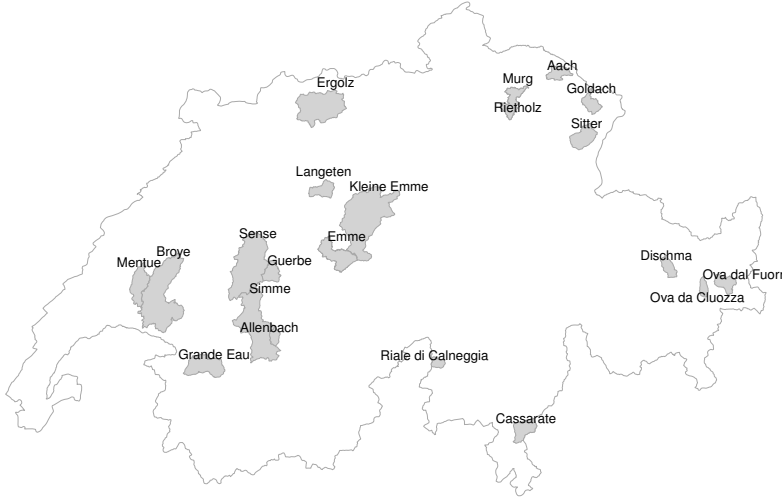 Aach
Murg
Ergolz
Goldach
Rietholz
Sitter
Langeten
Kleine Emme
Sense
Emme
Broye
Dischma
Mentue
Guerbe
Ova dal Fuorn
Simme
Ova da Cluozza
Allenbach
Grande Eau
Riale di Calneggia
Cassarate